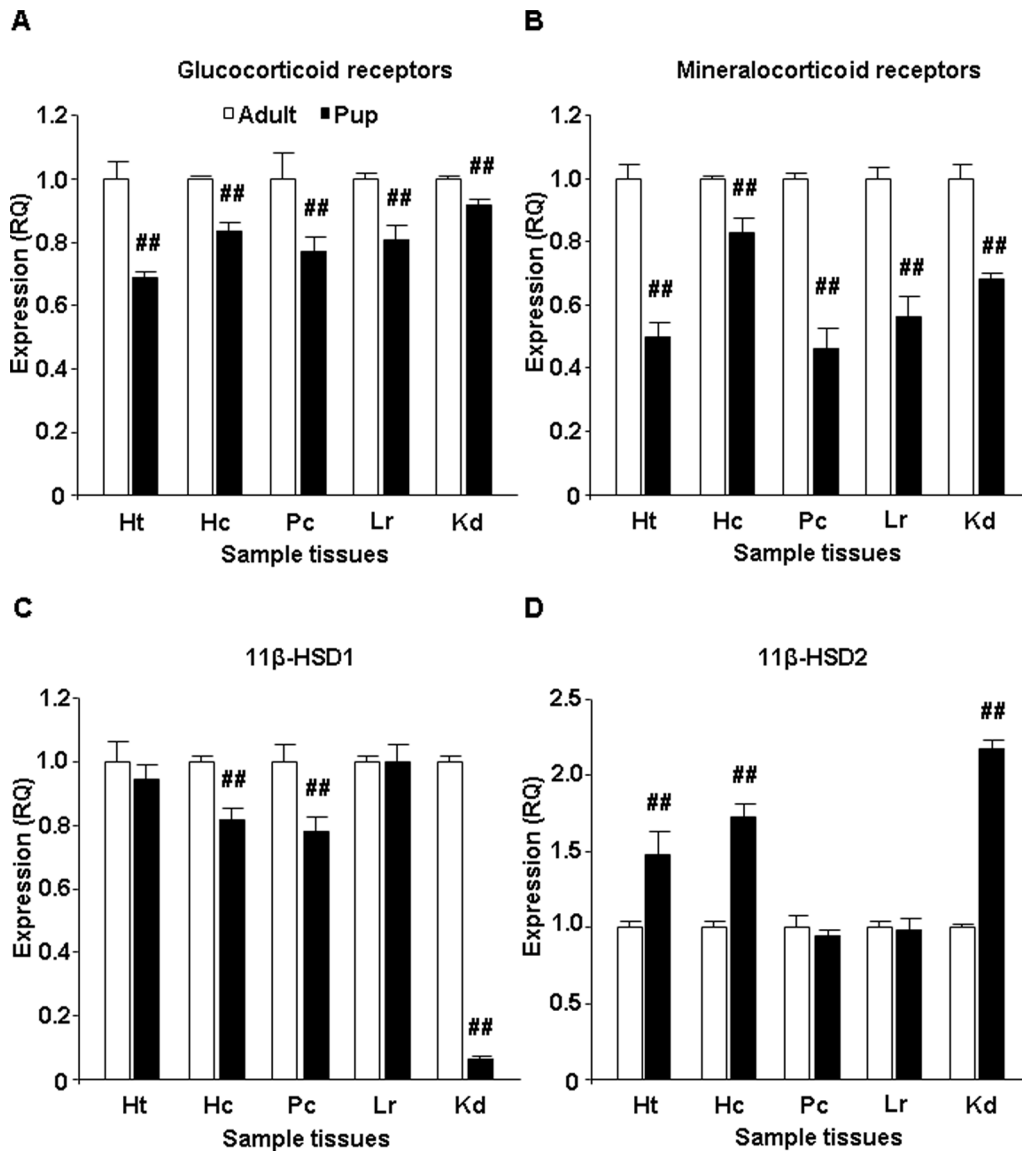 A
Glucocorticoid receptors
Adult Pup
Expression (RQ)
1.2
1.0
0.8
0.6
0.4
0.2
0
##
##
##
##
##
Ht Hc Pc Lr Kd
Sample tissues
B
Mineralocorticoid receptors
Expression (RQ)
1.2
1.0
0.8
0.6
0.4
0.2
0
##
##
##
##
##
Ht Hc Pc Lr Kd
Sample tissues
C
11β-HSD1
Expression (RQ)
1.2
1.0
0.8
0.6
0.4
0.2
0
##
##
##
Ht Hc Pc Lr Kd
Sample tissues
D
11β-HSD2
Expression (RQ)
2.5
2.0
1.5
1.0
0.5
0
##
##
##
Ht Hc Pc Lr Kd
Sample tissues